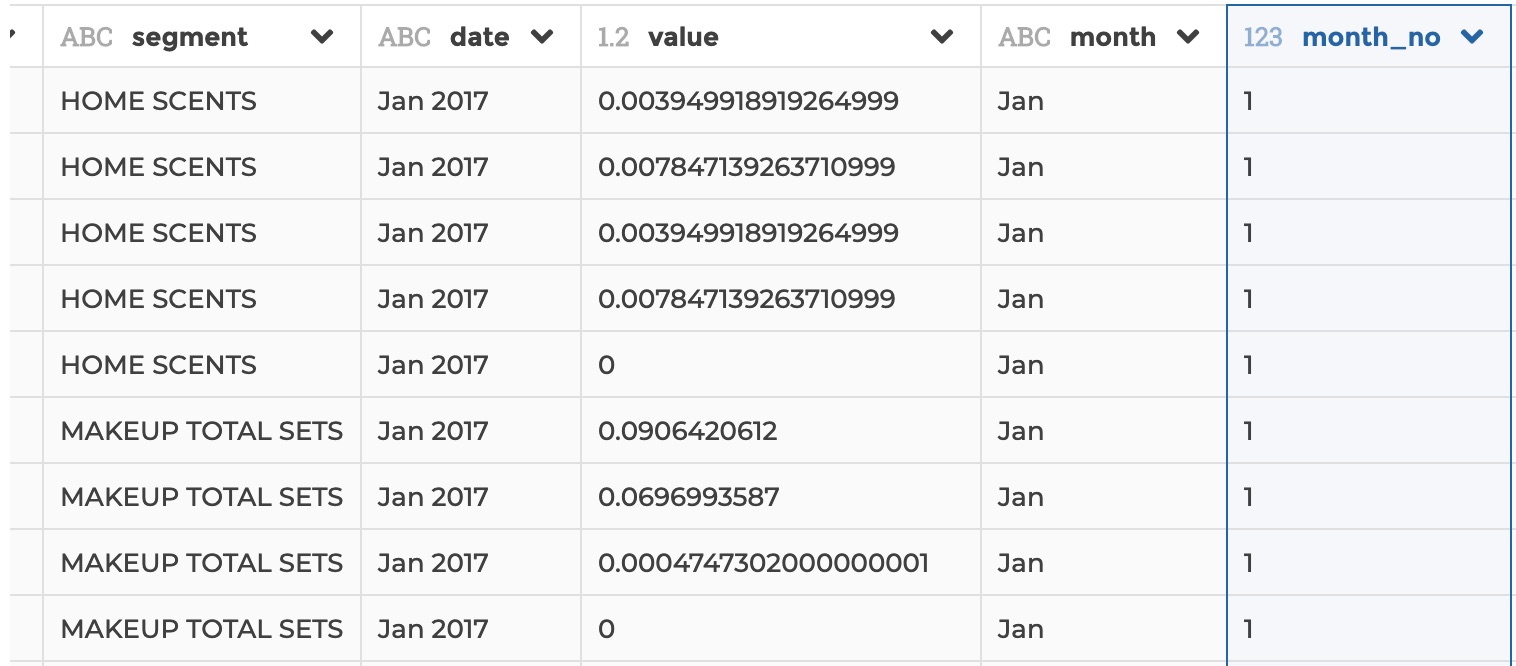 ABC segment ABC date 1.2 value ABC month 123 month_no
HOME SCENTS Jan 2017 0.003949918919264999 Jan 1
HOME SCENTS Jan 2017 0.007847139263710999 Jan 1
HOME SCENTS Jan 2017 0.003949918919264999 Jan 1
HOME SCENTS Jan 2017 0.007847139263710999 Jan 1
HOME SCENTS Jan 2017 0 Jan 1
MAKEUP TOTAL SETS Jan 2017 0.0906420612 Jan 1
MAKEUP TOTAL SETS Jan 2017 0.0696993587 Jan 1
MAKEUP TOTAL SETS Jan 2017 0.0004747302000000001 Jan 1
MAKEUP TOTAL SETS Jan 2017 0 Jan 1